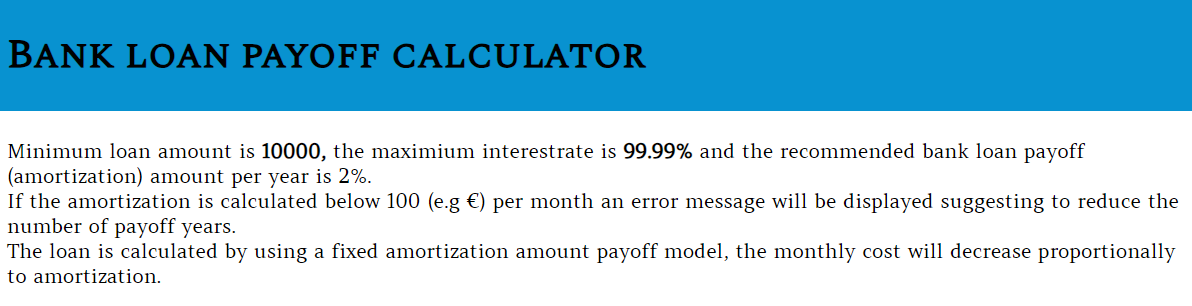 Bank loan payoff calculator
Minimum loan amount is 10000, the maximium interestrate is 99.99% and the recommended bank loan payoff
(amortization) amount per year is 2%.
If the amortization is calculated below 100 (e.g €) per month an error message will be displayed suggesting to reduce the
number of payoff years.
The loan is calculated by using a fixed amortization amount payoff model, the monthly cost will decrease proportionally
to amortization.